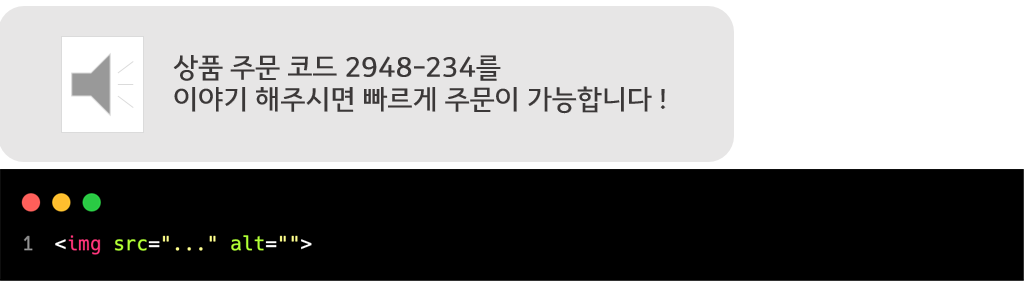 상품 주문 코드 2948-234를
이야기 해주시면 빠르게 주문이 가능합니다 !
1 <img src="..." alt="">